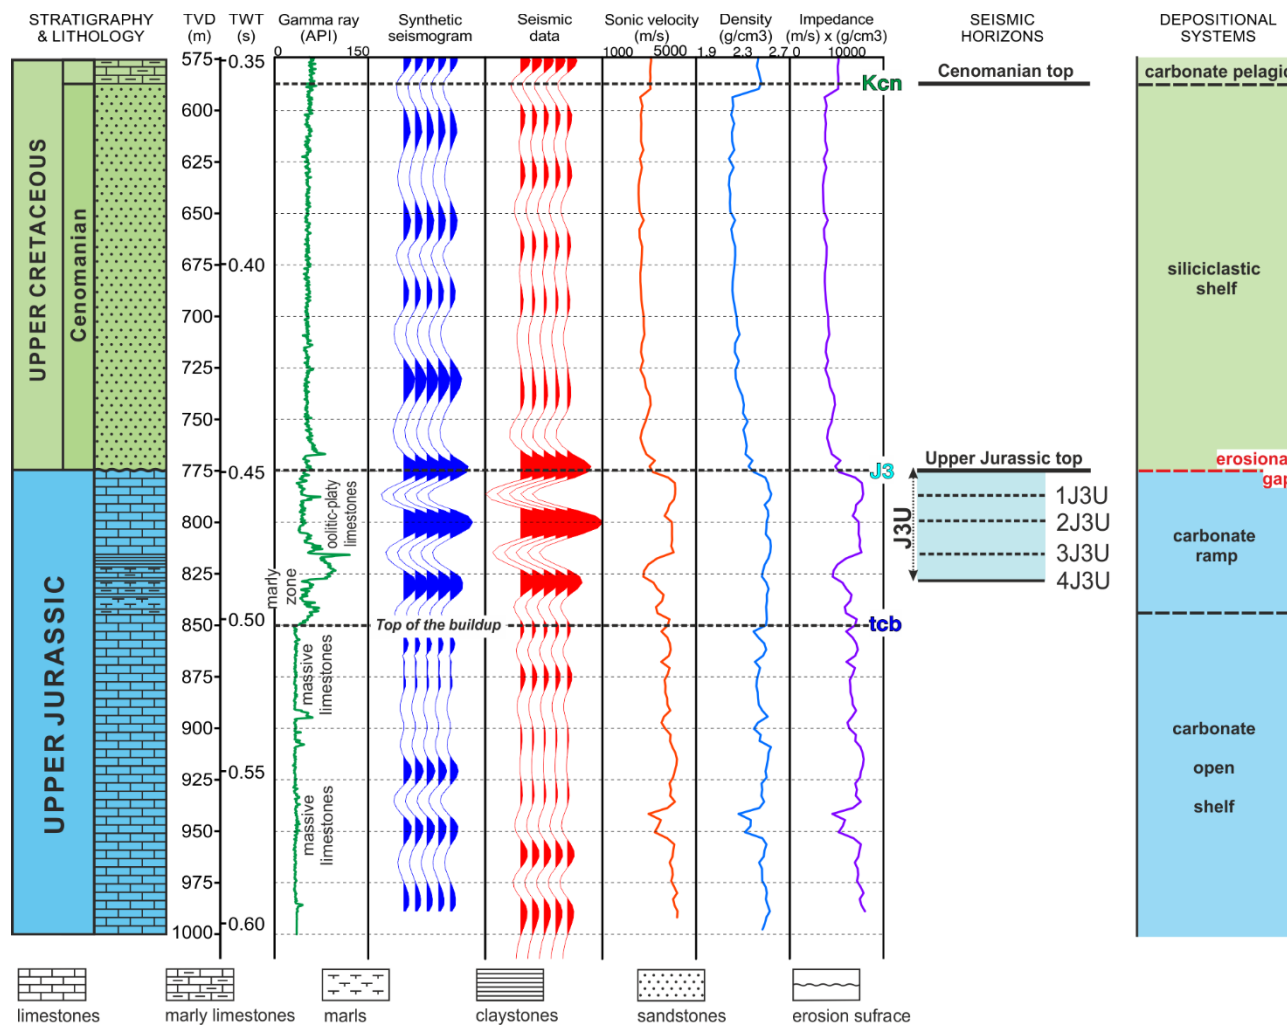 STRATIGRAPHY
& LITHOLOGY
TVD
(m)
TWT
(s)
Gamma ray
(API)
0 150
Synthetic
seismogram
Seismic
data
Sonic velocity
(m/s)
1000 5000
Density
(g/cm3)
1.9 2.3 2.7
Impedance
(m/s) x (g/cm3)
0 10000
SEISMIC
HORIZONS
DEPOSITIONAL
SYSTEMS
575
600
625
650
675
700
725
750
775
800
825
850
875
900
925
950
975
1000
0.35
0.40
0.45
0.50
0.55
0.60
UPPER CRETACEOUS
Cenomanian
UPPER JURASSIC
oolitic-platy
limestones
marly
zone
massive
limestones
massive
limestones
Top of the buildup
Kcn
J3
tcb
Cenomanian top
Upper Jurassic top
J3U
1J3U
2J3U
3J3U
4J3U
carbonate pelagic
siliciclastic
shelf
erosional
gap
carbonate
ramp
carbonate
open
shelf
limestones
marly limestones
marls
claystones
sandstones
erosion sufrace